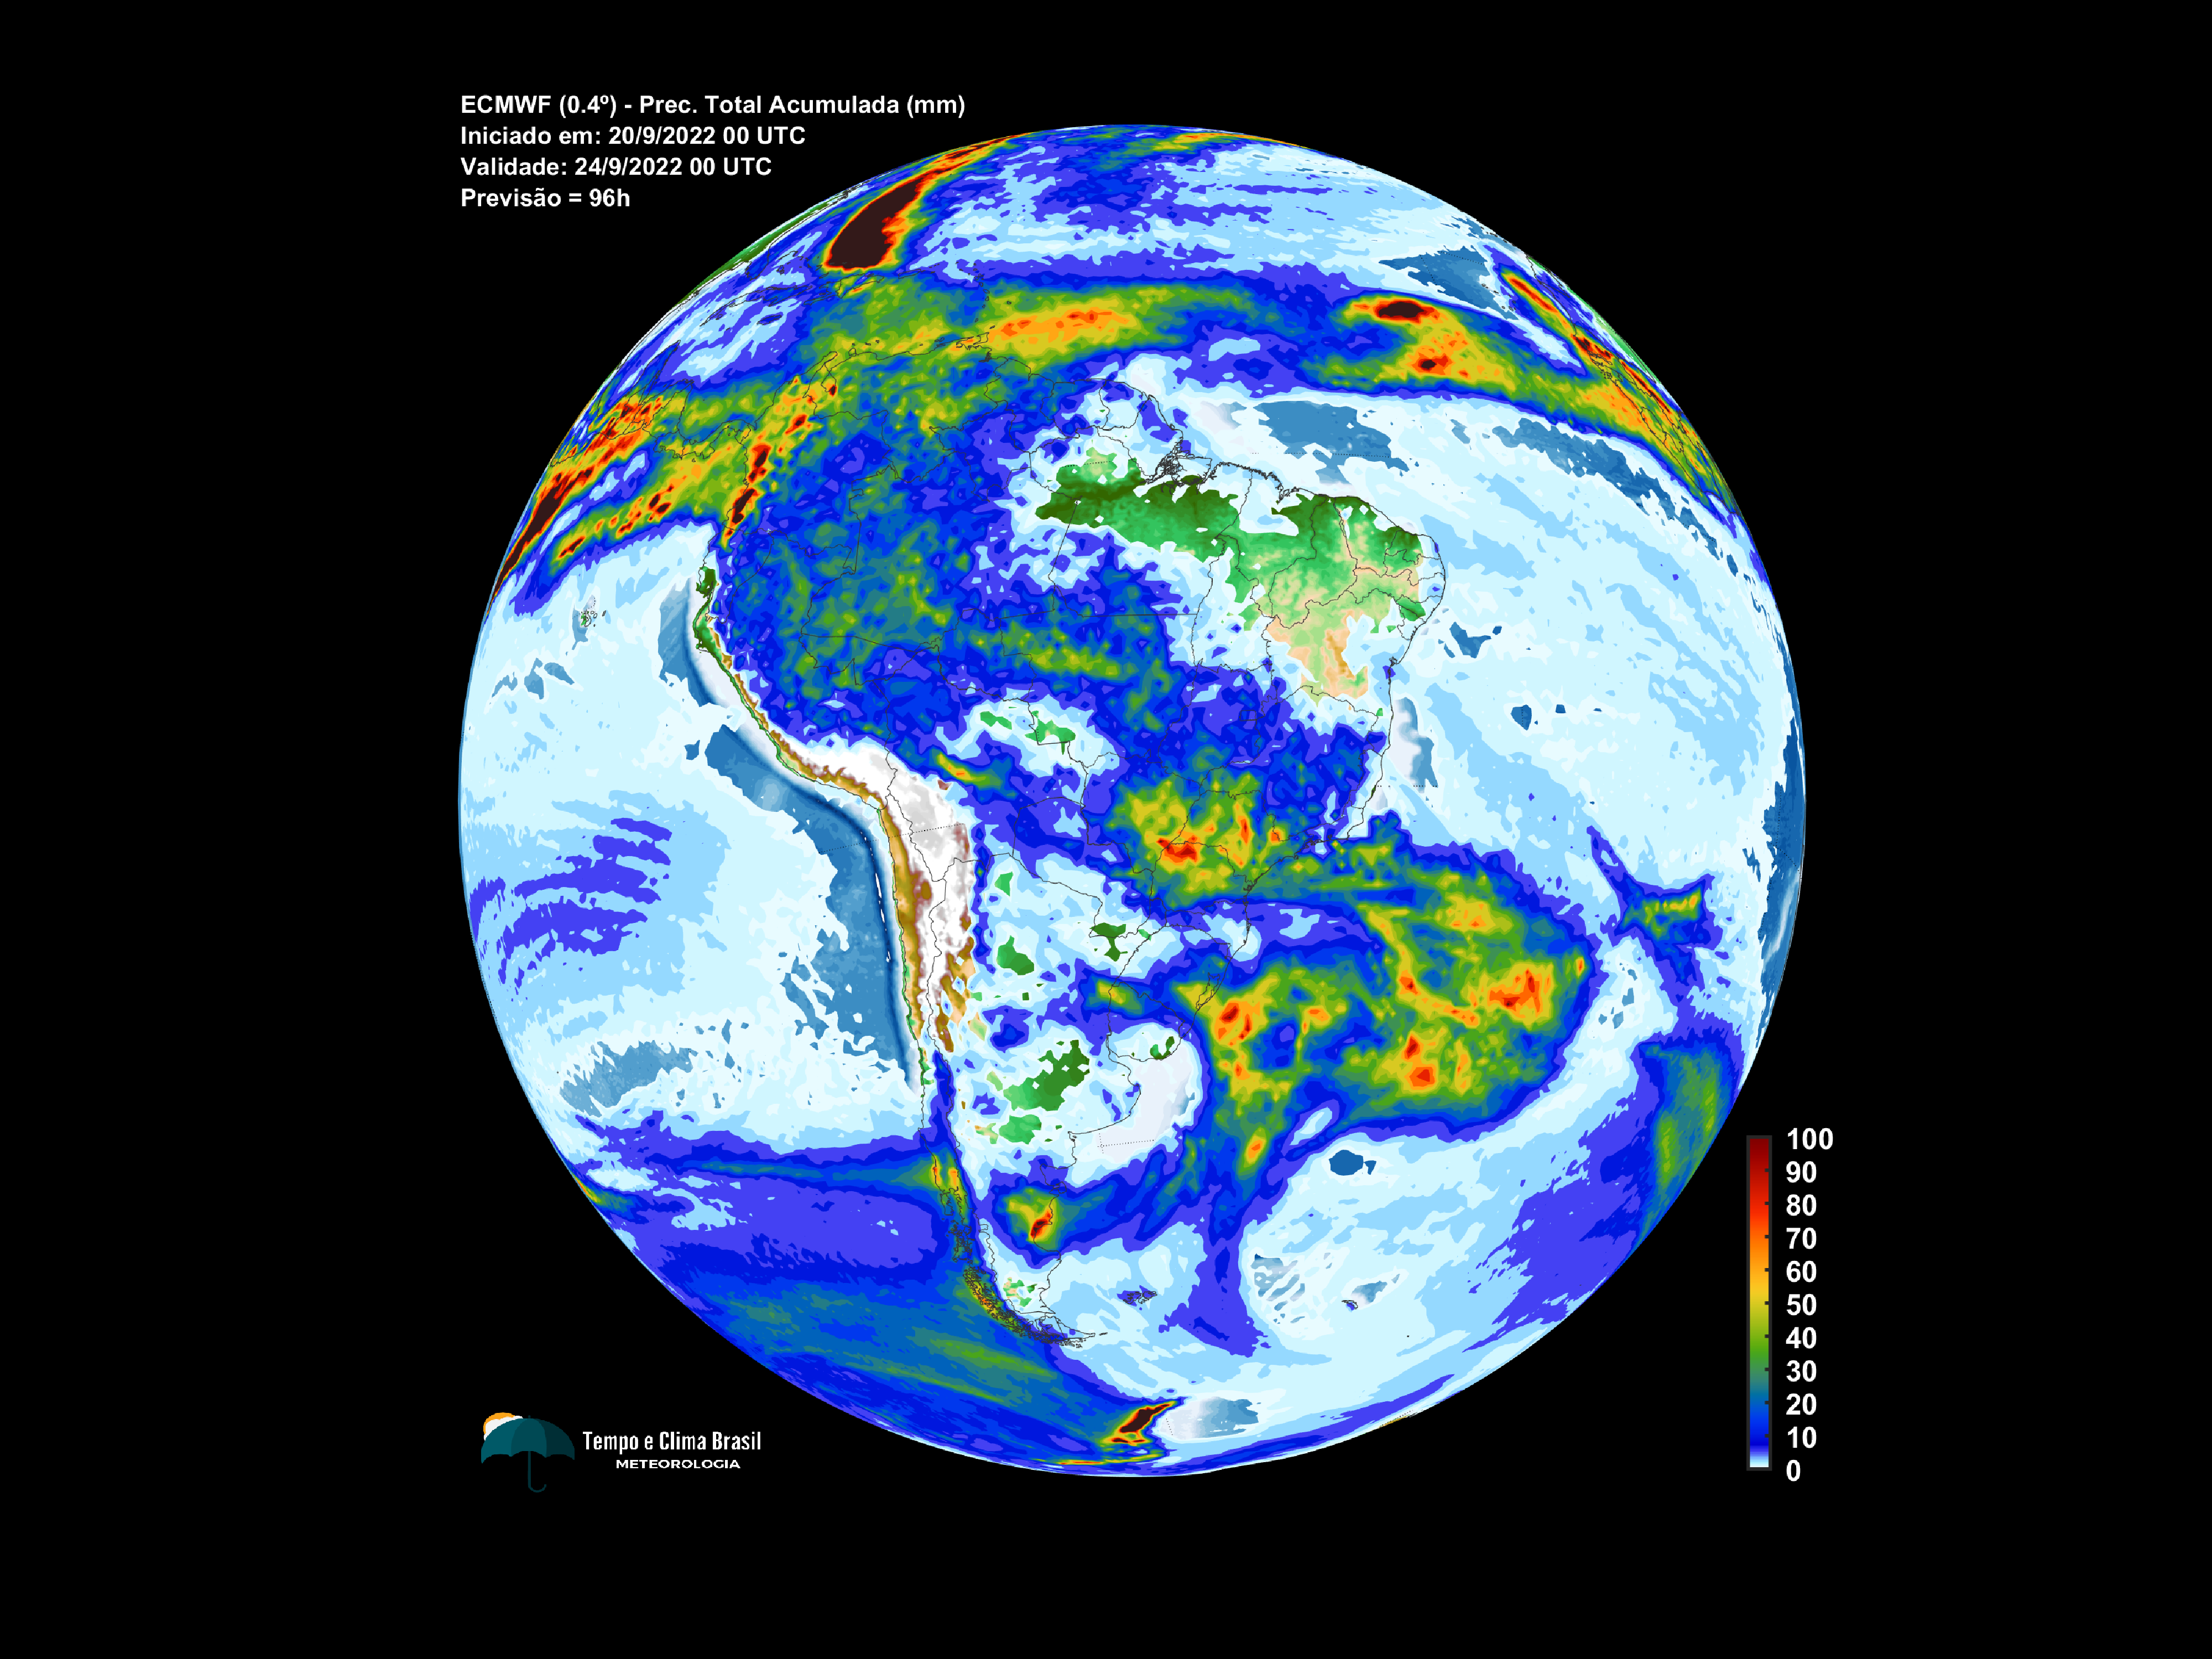 ECMWF (0.4º) - Prec. Total Acumulada (mm)
Iniciado em: 20/9/2022 00 UTC
Validade: 24/9/2022 00 UTC
Previsão = 96h
100
90
80
70
60
50
40
30
20
10
0
Tempo e Clima Brasil
METEOROLOGIA